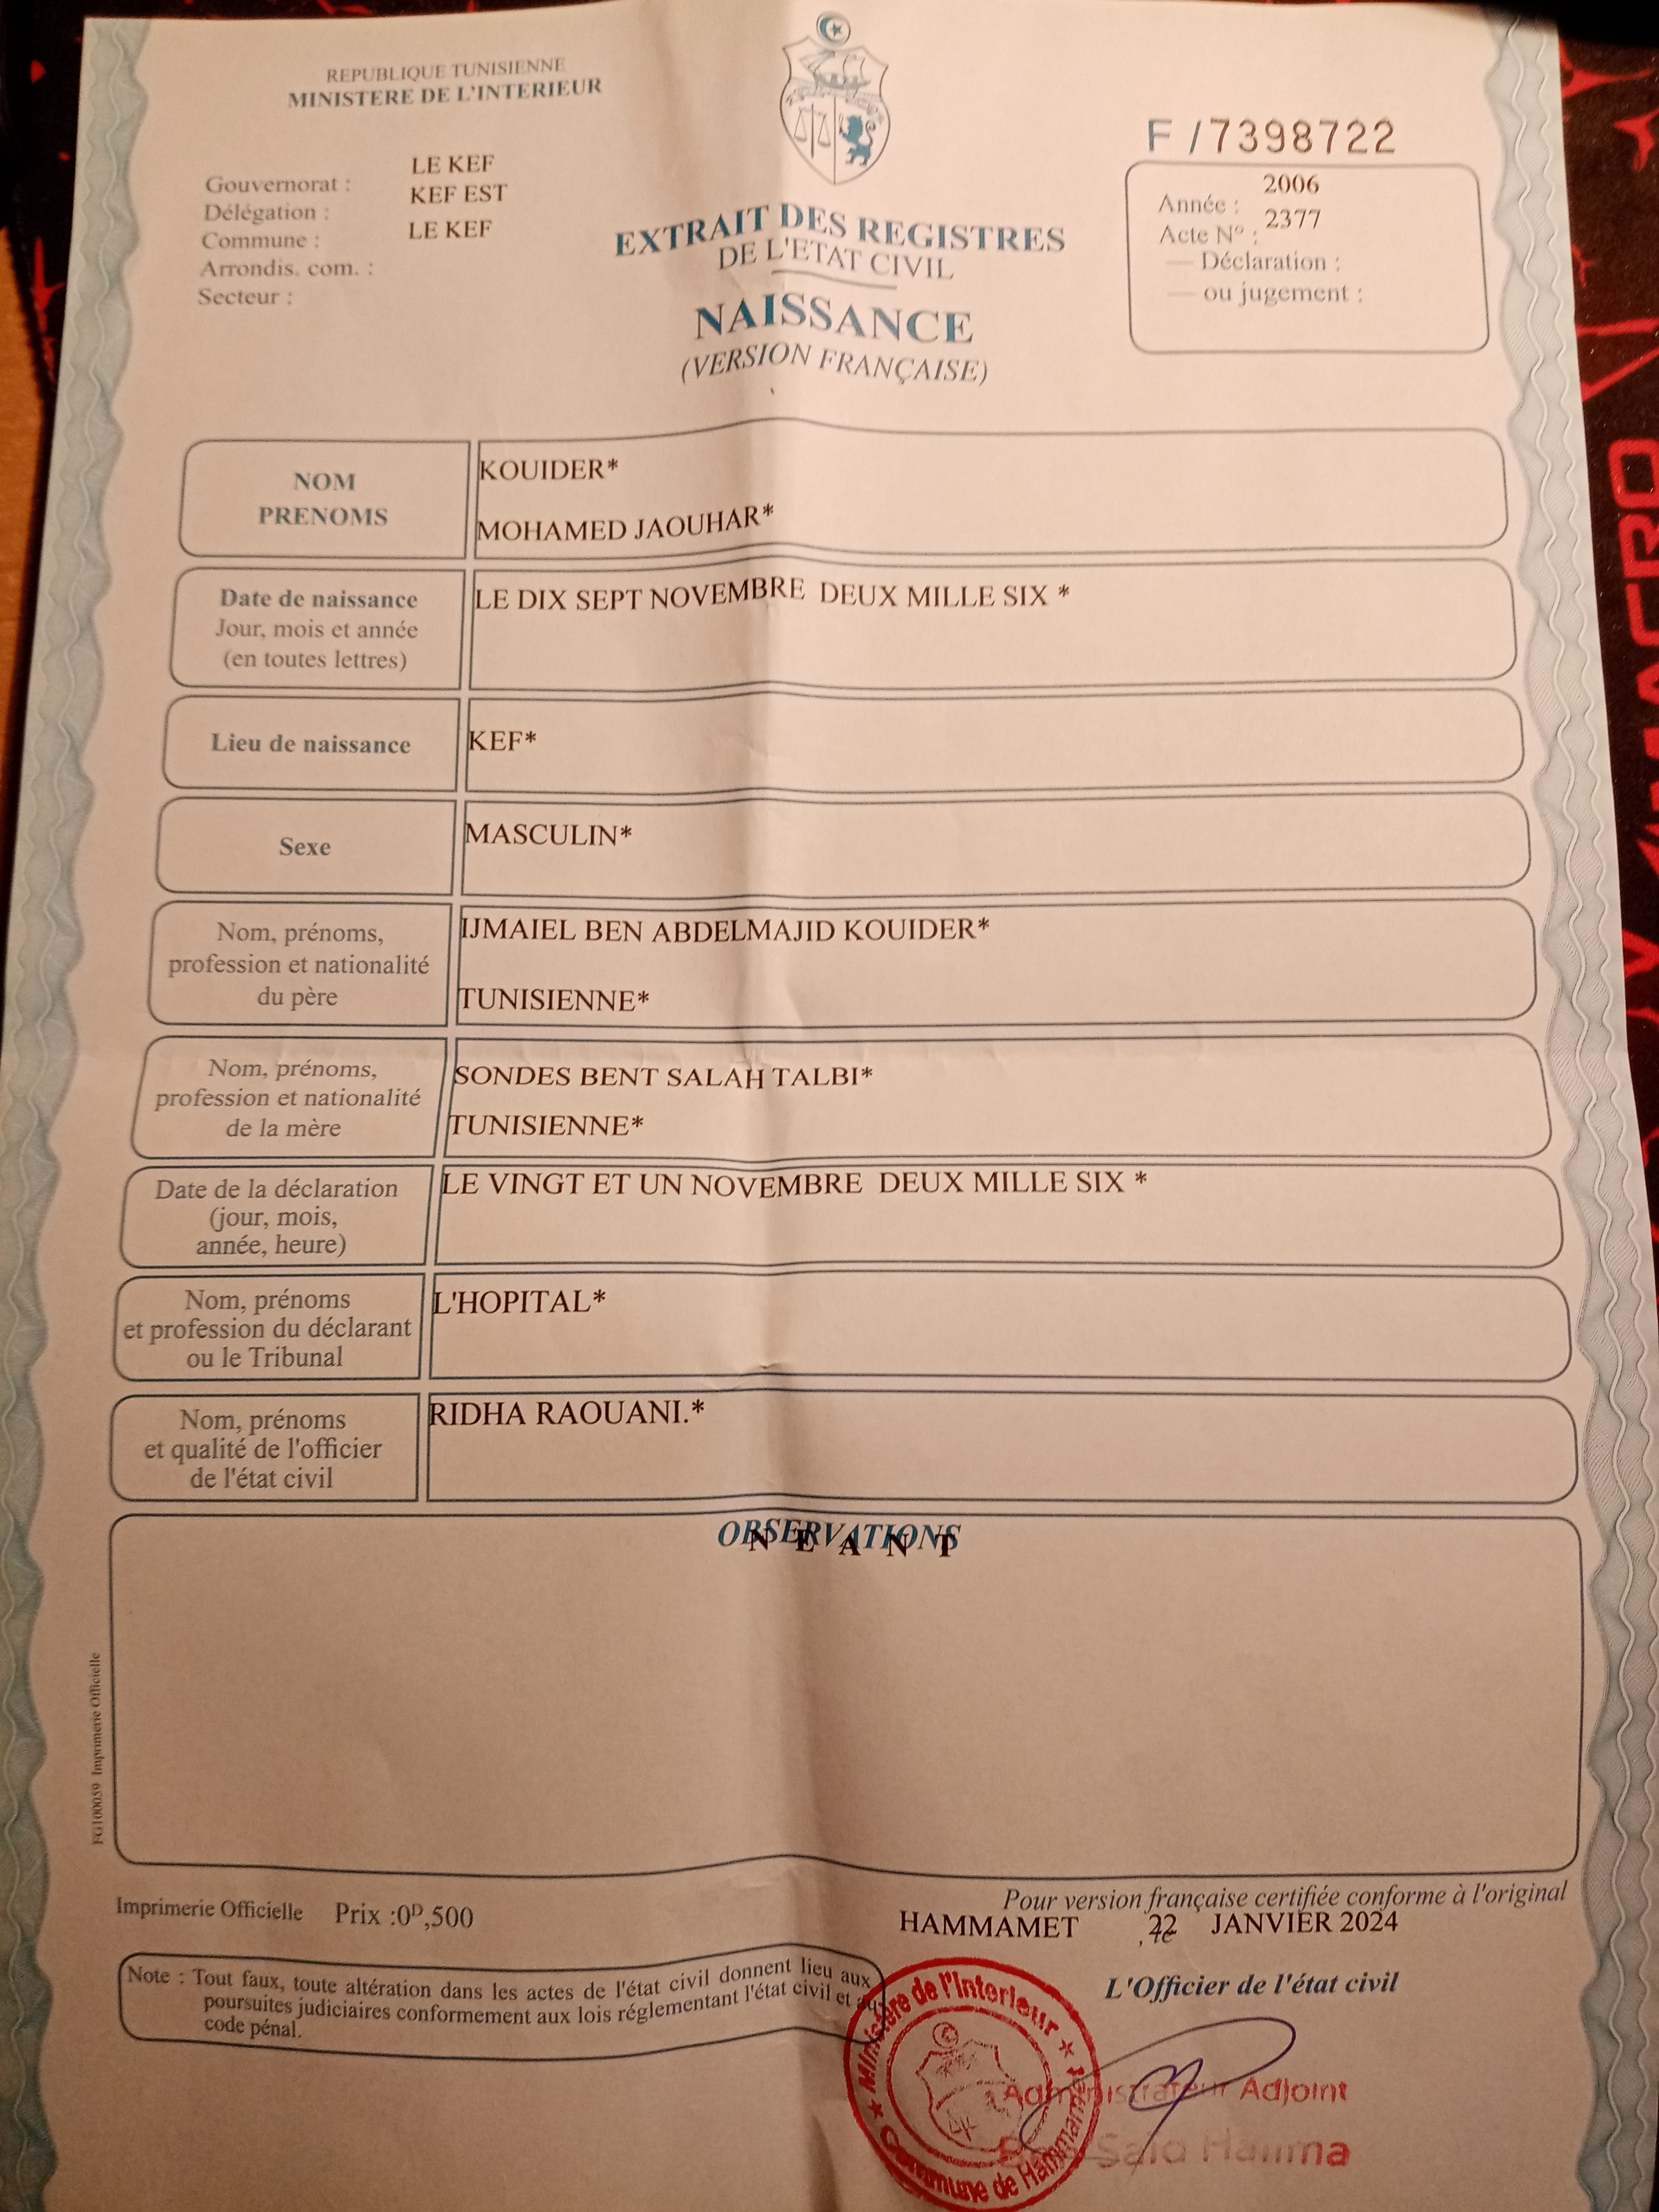 REPUBLIQUE TUNISIENNE
MINISTERE DE L'INTERIEUR
F / 7398722
Gouvernorat : LE KEF
Délégation : KEF EST
Commune : LE KEF
Arrondis. com. :
Secteur :
EXTRAIT DES REGISTRES
DE L'ETAT CIVIL
NAISSANCE
(VERSION FRANÇAISE)
Année : 2006
Acte N° : 2377
— Déclaration :
— ou jugement :
NOM
PRENOMS
KOUIDER*
MOHAMED JAOUHAR*
Date de naissance
Jour, mois et année
(en toutes lettres)
LE DIX SEPT NOVEMBRE DEUX MILLE SIX *
Lieu de naissance
KEF*
Sexe
MASCULIN*
Nom, prénoms,
profession et nationalité
du père
IJMAIEL BEN ABDELMAJID KOUIDER*
TUNISIENNE*
Nom, prénoms,
profession et nationalité
de la mère
SONDES BENT SALAH TALBI*
TUNISIENNE*
Date de la déclaration
(jour, mois,
année, heure)
LE VINGT ET UN NOVEMBRE DEUX MILLE SIX *
Nom, prénoms
et profession du déclarant
ou le Tribunal
L'HOPITAL*
Nom, prénoms
et qualité de l'officier
de l'état civil
RIDHA RAOUANI.*
OBSERVATIONS
N E A N T
FG100059 Imprimerie Officielle
Imprimerie Officielle Prix :0ᴰ,500
Pour version française certifiée conforme à l'original
HAMMAMET , le 22 JANVIER 2024
L'Officier de l'état civil
Note : Tout faux, toute altération dans les actes de l'état civil donnent lieu aux
poursuites judiciaires conformement aux lois réglementant l'état civil et au
code pénal.
★ Ministère de l'Interieur ★
Commune de Hammamet
Administrateur Adjoint
Said Halima